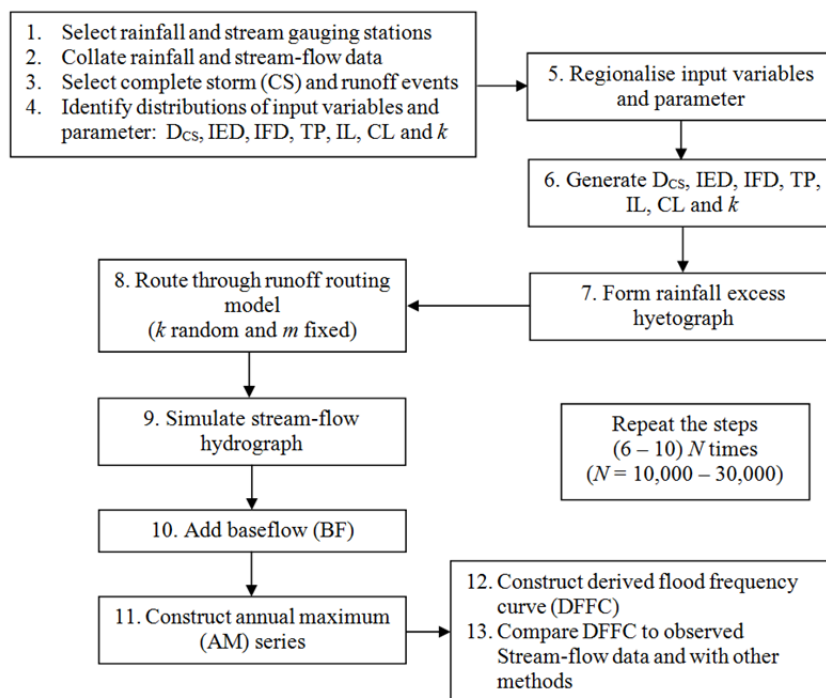 1. Select rainfall and stream gauging stations
2. Collate rainfall and stream-flow data
3. Select complete storm (CS) and runoff events
4. Identify distributions of input variables and
parameter: DCS, IED, IFD, TP, IL, CL and k
5. Regionalise input variables
and parameter
6. Generate DCS, IED, IFD, TP,
IL, CL and k
7. Form rainfall excess
hyetograph
8. Route through runoff routing
model
(k random and m fixed)
9. Simulate stream-flow
hydrograph
Repeat the steps
(6 – 10) N times
(N = 10,000 – 30,000)
10. Add baseflow (BF)
11. Construct annual maximum
(AM) series
12. Construct derived flood frequency
curve (DFFC)
13. Compare DFFC to observed
Stream-flow data and with other
methods